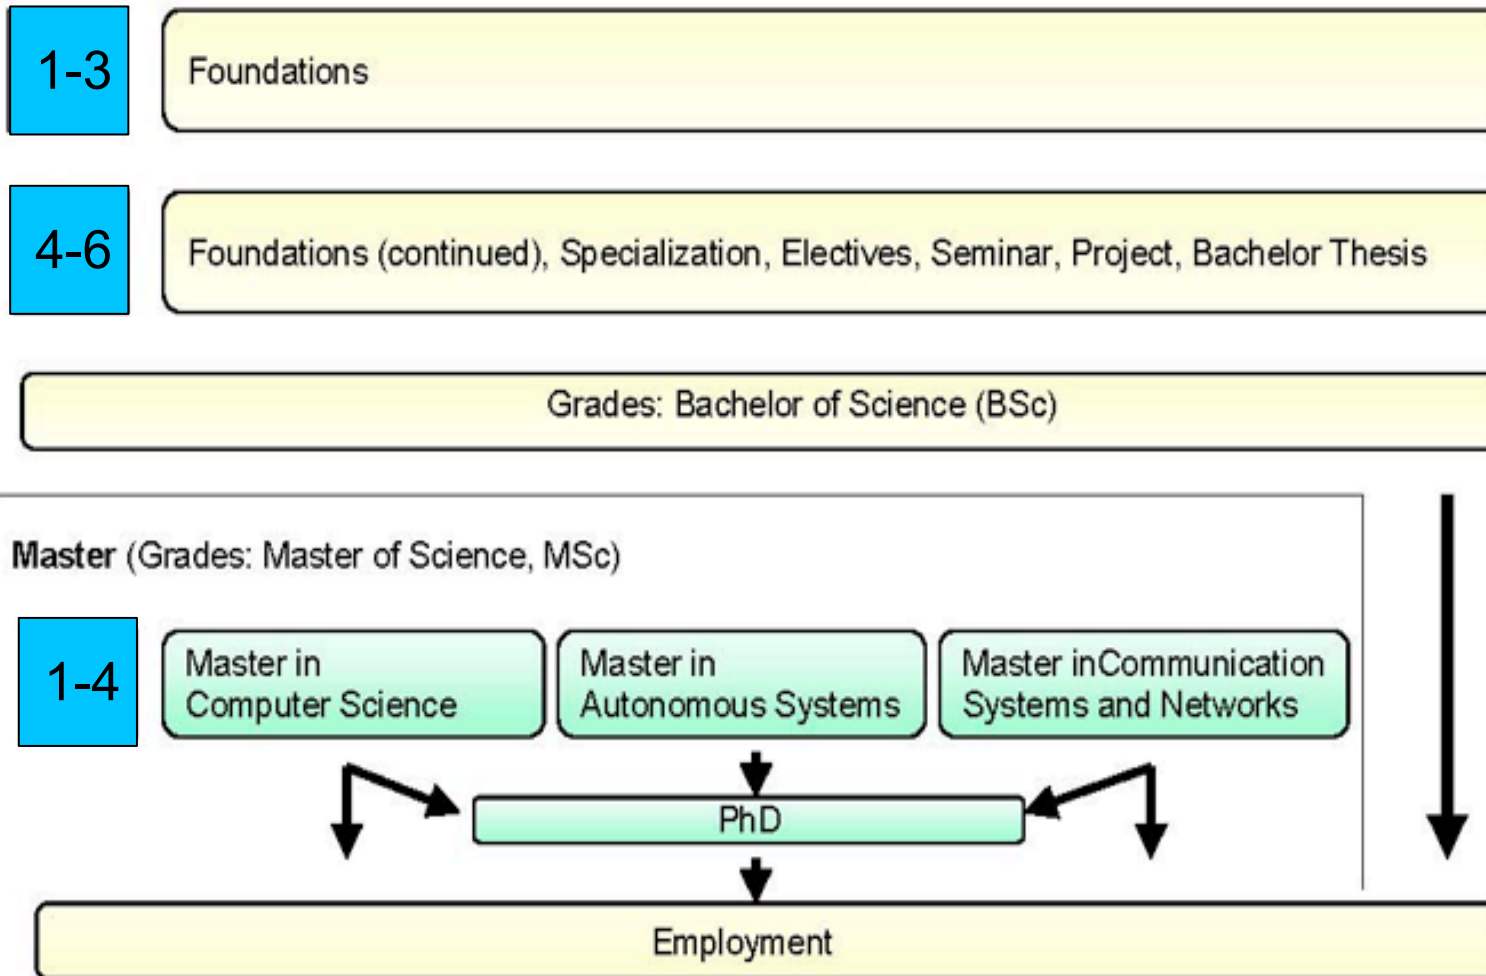 1-3
Foundations
4-6
Foundations (continued), Specialization, Electives, Seminar, Project, Bachelor Thesis
Grades: Bachelor of Science (BSc)
Master (Grades: Master of Science, MSc)
1-4
Master in
Computer Science
Master in
Autonomous Systems
Master inCommunication
Systems and Networks
PhD
Employment